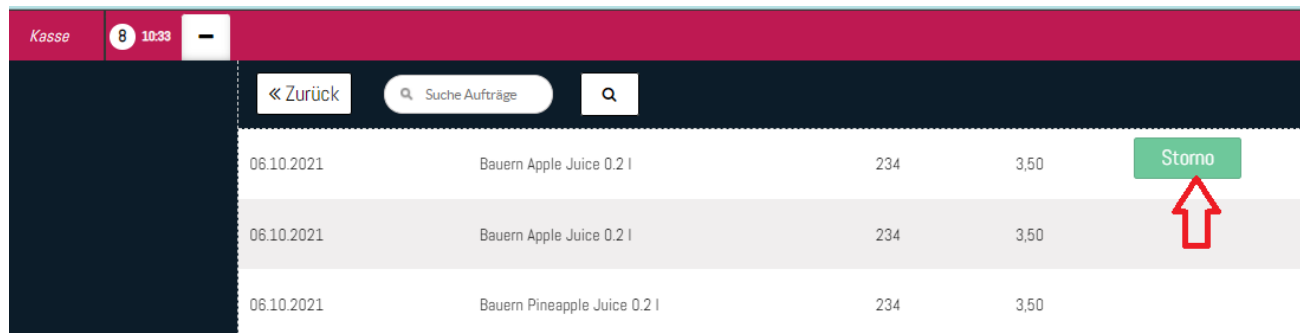 Kasse 8 10:33
« Zurück Suche Aufträge
06.10.2021 Bauern Apple Juice 0.2 l 234 3,50 Storno
06.10.2021 Bauern Apple Juice 0.2 l 234 3,50
06.10.2021 Bauern Pineapple Juice 0.2 l 234 3,50